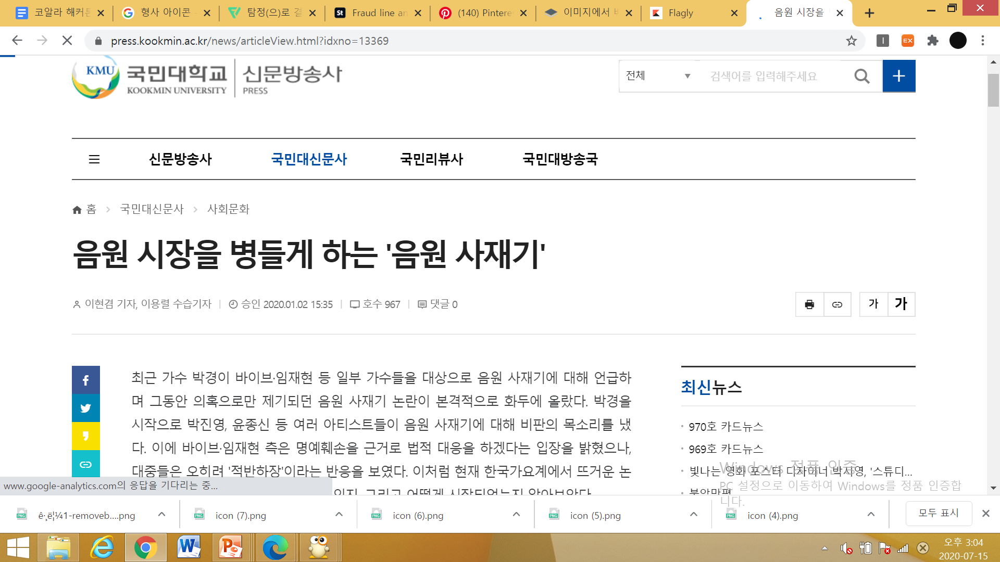 코알라 해커톤
형사 아이콘
탐정(으)로 결
Fraud line an
(140) Pintere
이미지에서
Flagly
음원 시장을
press.kookmin.ac.kr/news/articleView.html?idxno=13369
EX
KMU 국민대학교 신문방송사
KOOKMIN UNIVERSITY PRESS
전체 검색어를 입력해주세요
신문방송사 국민대신문사 국민리뷰사 국민대방송국
홈 > 국민대신문사 > 사회문화
음원 시장을 병들게 하는 '음원 사재기'
이현겸 기자, 이용렬 수습기자 | 승인 2020.01.02 15:35 | 호수 967 | 댓글 0
가 가
최근 가수 박경이 바이브·임재현 등 일부 가수들을 대상으로 음원 사재기에 대해 언급하
며 그동안 의혹으로만 제기되던 음원 사재기 논란이 본격적으로 화두에 올랐다. 박경을
시작으로 박진영, 윤종신 등 여러 아티스트들이 음원 사재기에 대해 비판의 목소리를 냈
다. 이에 바이브·임재현 측은 명예훼손을 근거로 법적 대응을 하겠다는 입장을 밝혔으나,
대중들은 오히려 '적반하장'이라는 반응을 보였다. 이처럼 현재 한국가요계에서 뜨거운 논
인지, 그리고 어떻게 시작되었는지 알아보았다.
최신뉴스
970호 카드뉴스
969호 카드뉴스
빛나는 영화 포스터 디자이너 박시영, '스튜디...
Windows 정품 인증
PC 설정으로 이동하여 Windows를 정품 인증합
니다.
www.google-analytics.com의 응답을 기다리는 중...
ê·¸ë¦¼1-removeb....png
icon (7).png
icon (6).png
icon (5).png
icon (4).png
모두 표시
오후 3:04
2020-07-15